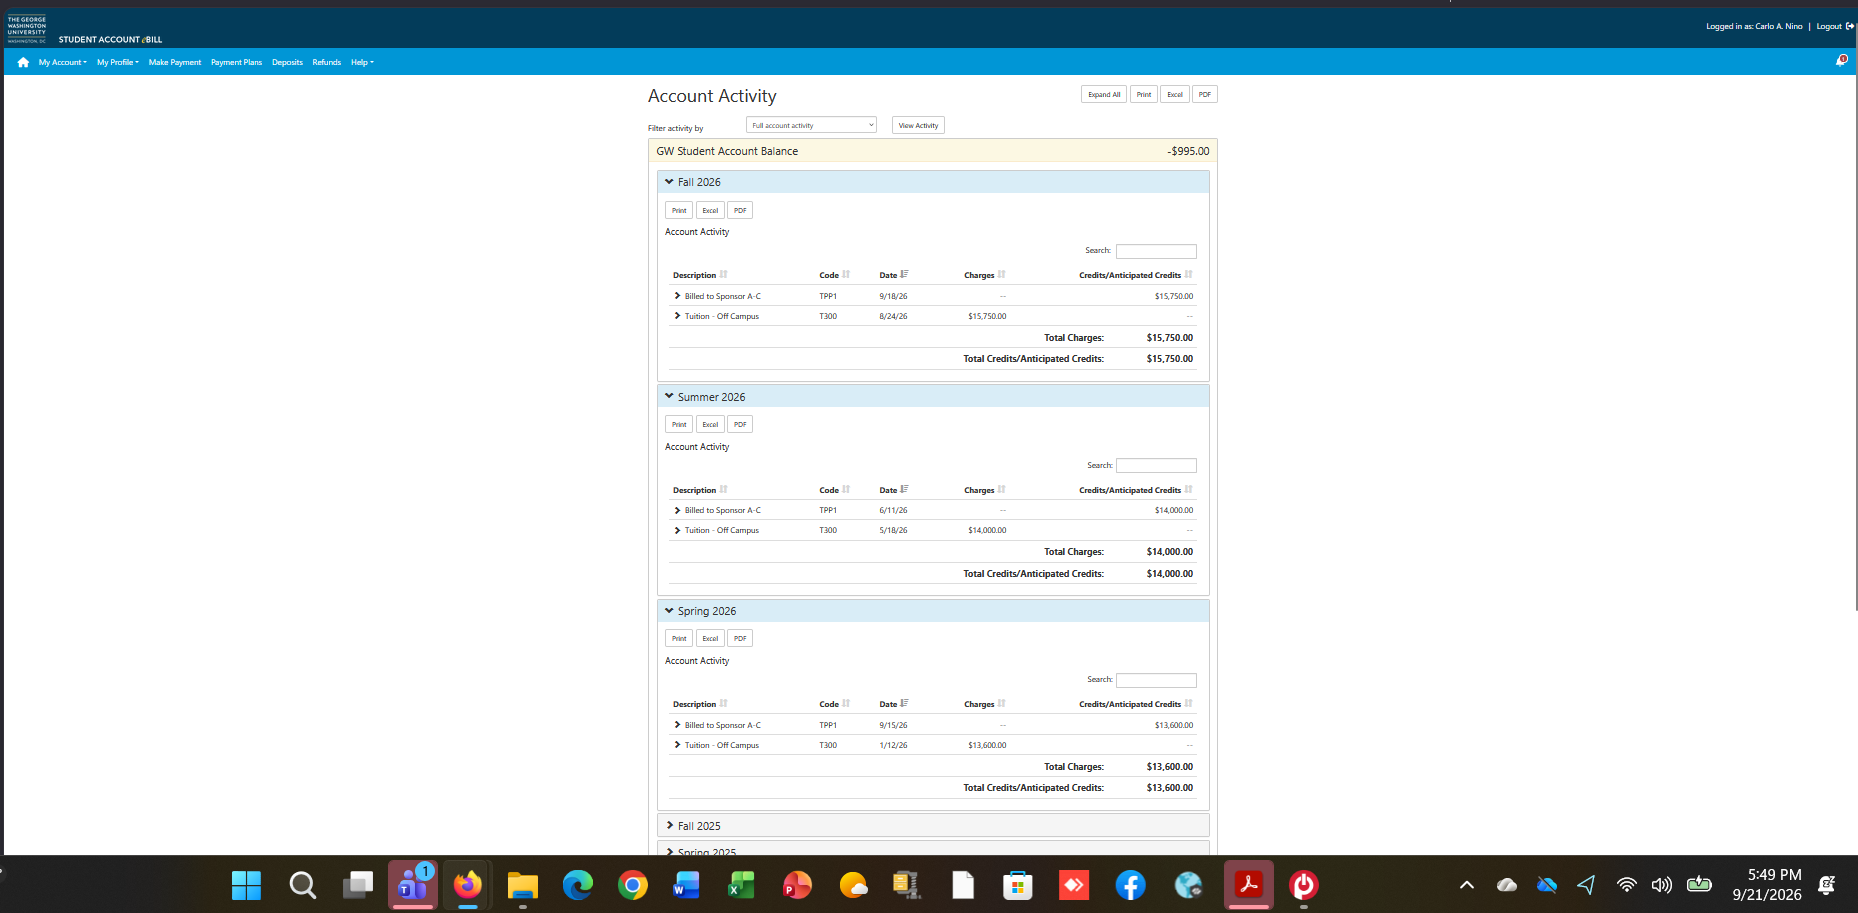 THE GEORGE
WASHINGTON
UNIVERSITY
WASHINGTON, DC
STUDENT ACCOUNT eBILL
Logged in as: Carlo A. Nino | Logout
My Account My Profile Make Payment Payment Plans Deposits Refunds Help
1
Account Activity
Expand All Print Excel PDF
Filter activity by Full account activity View Activity
GW Student Account Balance -$995.00
Fall 2026
Print Excel PDF
Account Activity
Search:
Description Code Date Charges Credits/Anticipated Credits
Billed to Sponsor A-C TPP1 9/18/26 -- $15,750.00
Tuition - Off Campus T300 8/24/26 $15,750.00 --
Total Charges: $15,750.00
Total Credits/Anticipated Credits: $15,750.00
Summer 2026
Print Excel PDF
Account Activity
Search:
Description Code Date Charges Credits/Anticipated Credits
Billed to Sponsor A-C TPP1 6/11/26 -- $14,000.00
Tuition - Off Campus T300 5/18/26 $14,000.00 --
Total Charges: $14,000.00
Total Credits/Anticipated Credits: $14,000.00
Spring 2026
Print Excel PDF
Account Activity
Search:
Description Code Date Charges Credits/Anticipated Credits
Billed to Sponsor A-C TPP1 9/15/26 -- $13,600.00
Tuition - Off Campus T300 1/12/26 $13,600.00 --
Total Charges: $13,600.00
Total Credits/Anticipated Credits: $13,600.00
Fall 2025
Spring 2025
1
T W X P
5:49 PM
9/21/2026